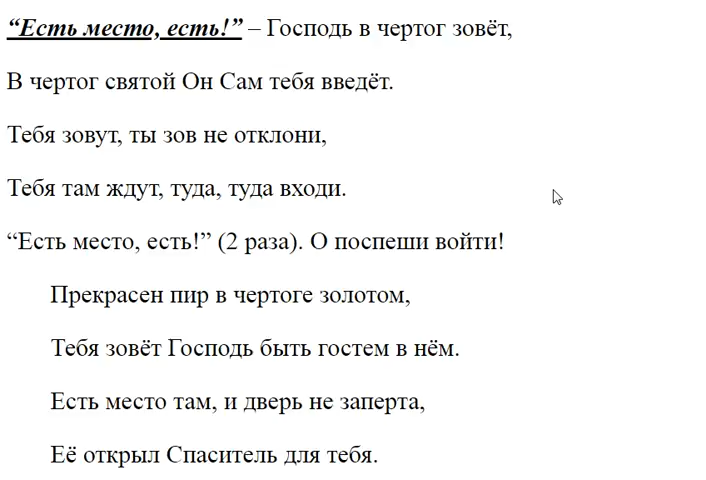 “Есть место, есть!” – Господь в чертог зовёт,
В чертог святой Он Сам тебя введёт.
Тебя зовут, ты зов не отклони,
Тебя там ждут, туда, туда входи.
“Есть место, есть!” (2 раза). О поспеши войти!
Прекрасен пир в чертоге золотом,
Тебя зовёт Господь быть гостем в нём.
Есть место там, и дверь не заперта,
Её открыл Спаситель для тебя.